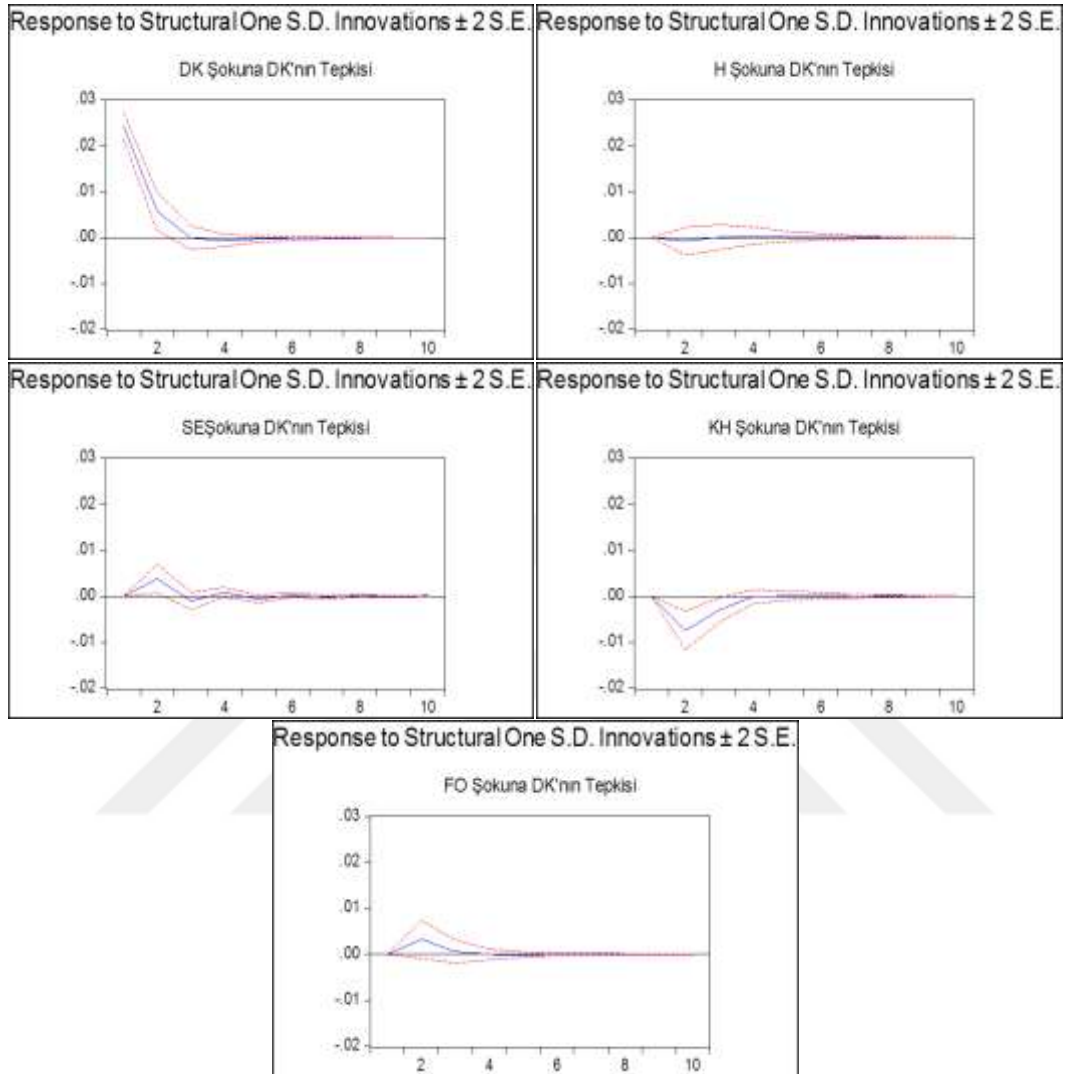 Response to Structural One S.D. Innovations ± 2 S.E.
DK Şokuna DK'nın Tepkisi
.03
.02
.01
.00
-.01
-.02
2 4 6 8 10
Response to Structural One S.D. Innovations ± 2 S.E.
H Şokuna DK'nın Tepkisi
.03
.02
.01
.00
-.01
-.02
2 4 6 8 10
Response to Structural One S.D. Innovations ± 2 S.E.
SEŞokuna DK'nın Tepkisi
.03
.02
.01
.00
-.01
-.02
2 4 6 8 10
Response to Structural One S.D. Innovations ± 2 S.E.
KH Şokuna DK'nın Tepkisi
.03
.02
.01
.00
-.01
-.02
2 4 6 8 10
Response to Structural One S.D. Innovations ± 2 S.E.
FO Şokuna DK'nın Tepkisi
.03
.02
.01
.00
-.01
-.02
2 4 6 8 10